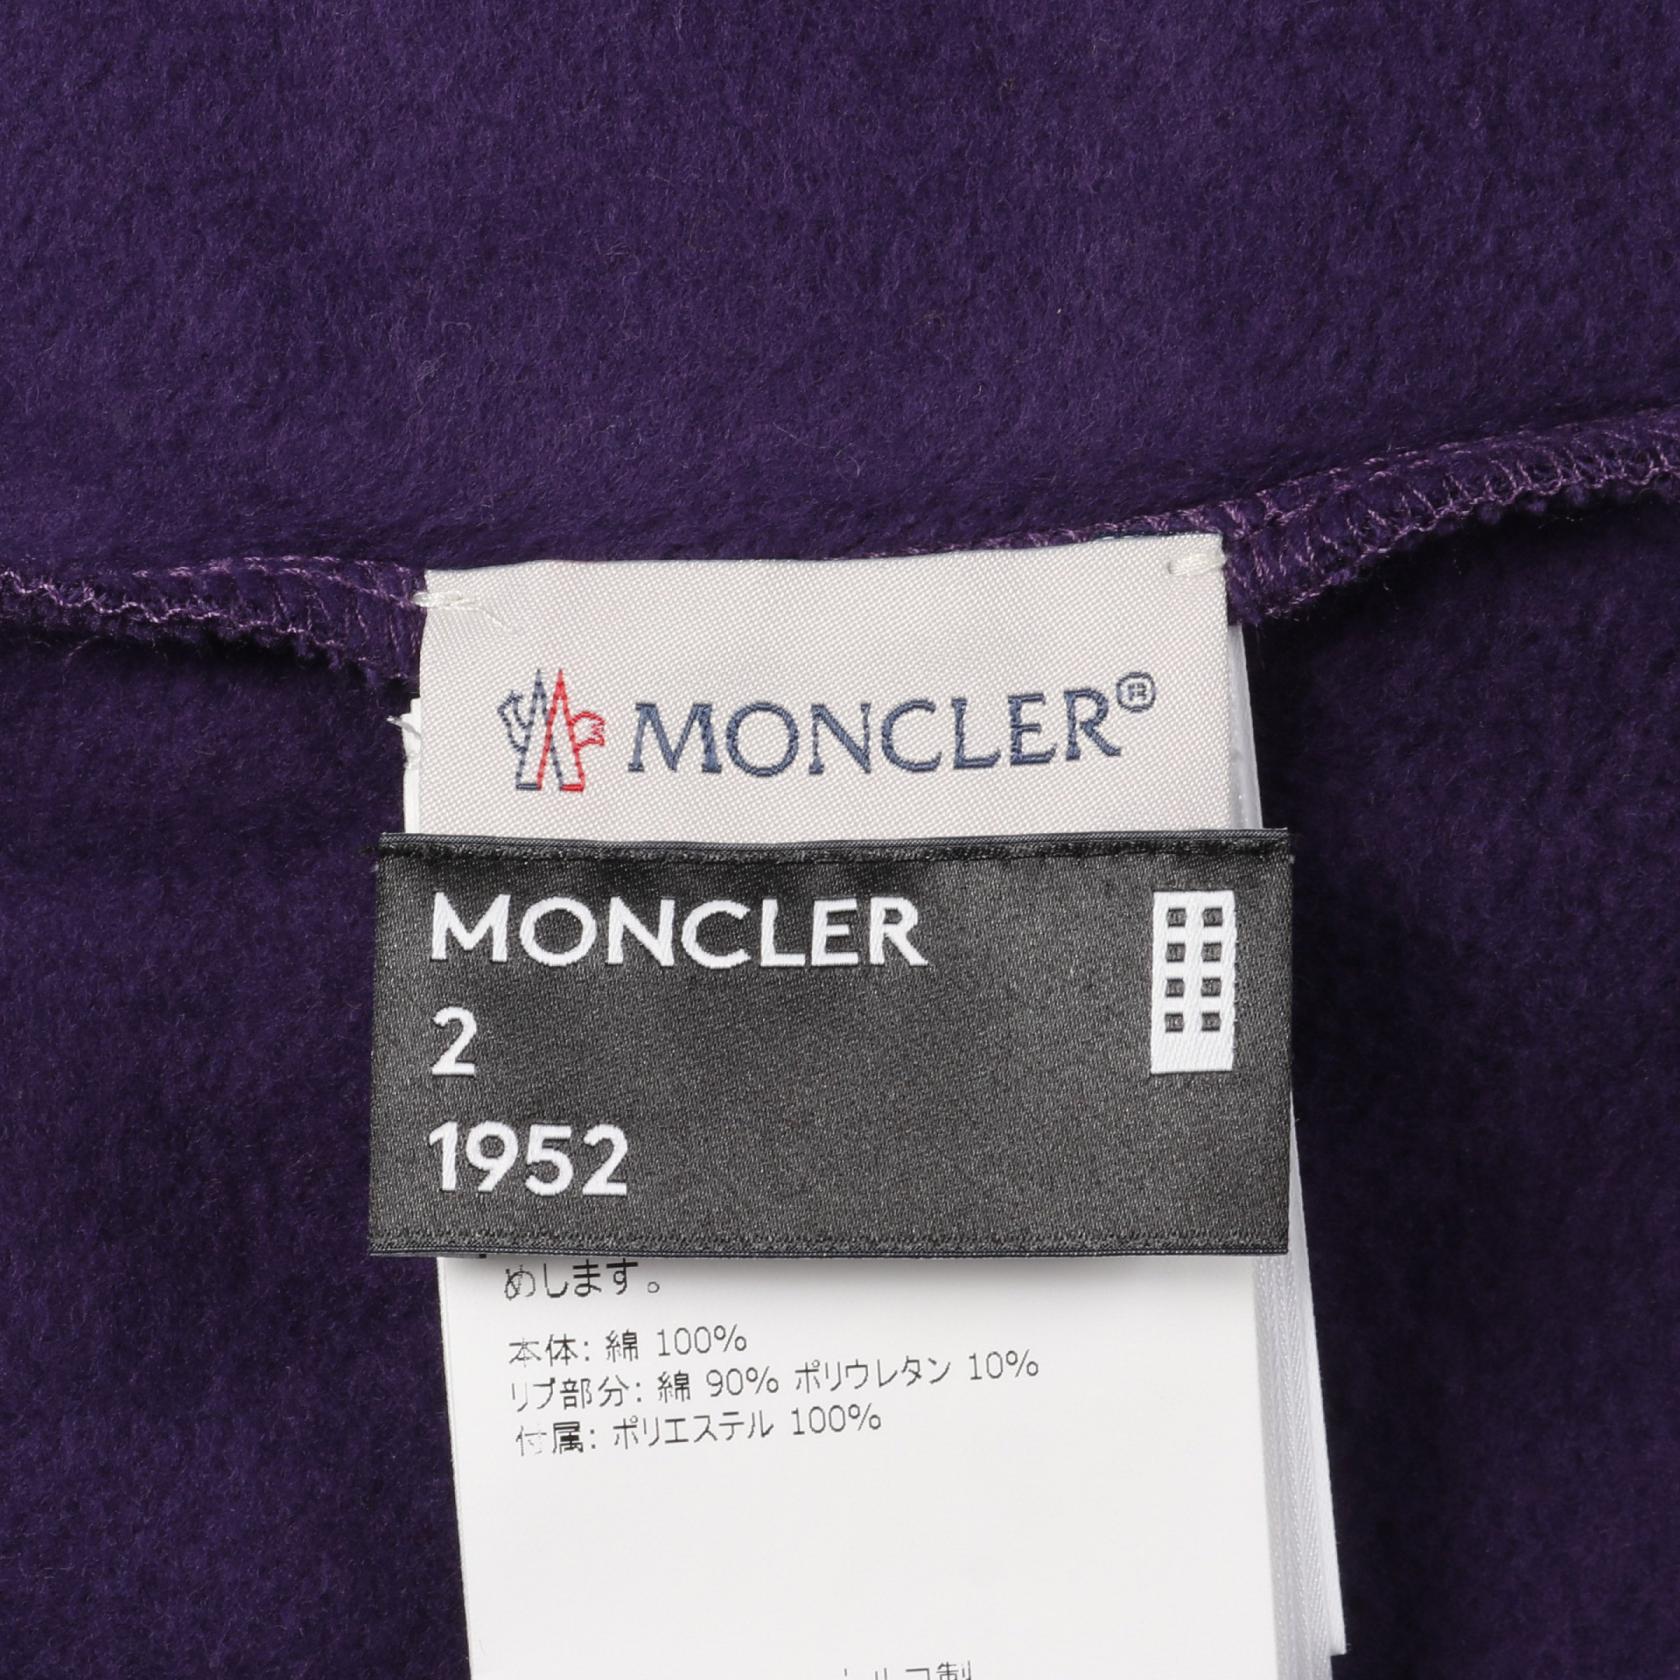 MONCLER®
MONCLER
2
1952
めします。
本体: 綿 100%
リブ部分: 綿 90% ポリウレタン 10%
付属: ポリエステル 100%